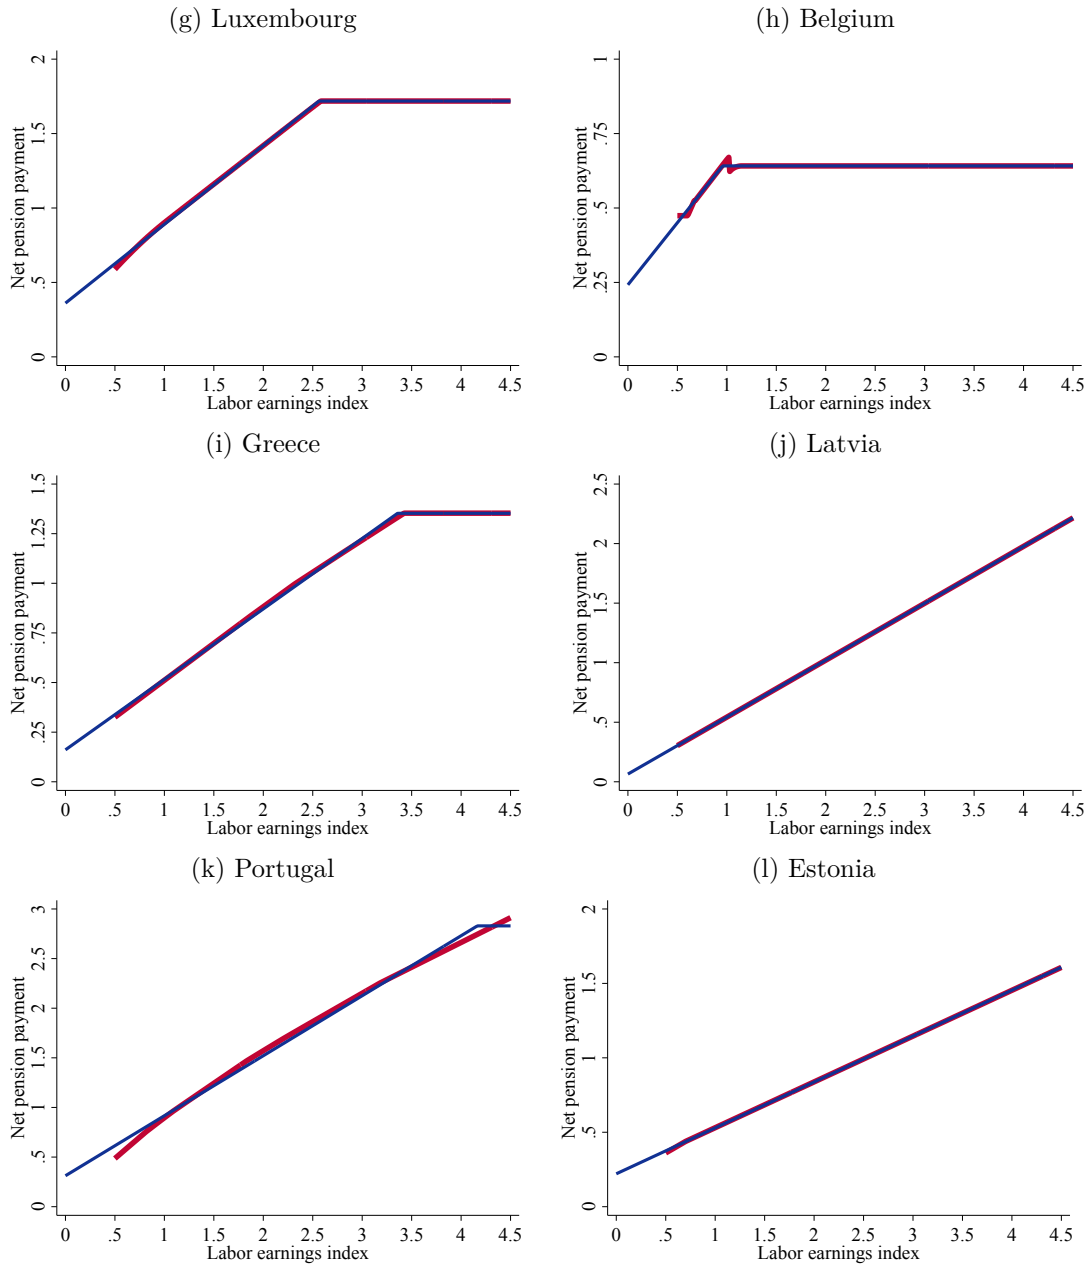 (g) Luxembourg
Net pension payment
2
1.5
1
.5
0
0 .5 1 1.5 2 2.5 3 3.5 4 4.5
Labor earnings index
(h) Belgium
Net pension payment
1
.75
.5
.25
0
0 .5 1 1.5 2 2.5 3 3.5 4 4.5
Labor earnings index
(i) Greece
Net pension payment
1.5
1.25
1
.75
.5
.25
0
0 .5 1 1.5 2 2.5 3 3.5 4 4.5
Labor earnings index
(j) Latvia
Net pension payment
2.5
2
1.5
1
.5
0
0 .5 1 1.5 2 2.5 3 3.5 4 4.5
Labor earnings index
(k) Portugal
Net pension payment
3
2.5
2
1.5
1
.5
0
0 .5 1 1.5 2 2.5 3 3.5 4 4.5
Labor earnings index
(l) Estonia
Net pension payment
2
1.5
1
.5
0
0 .5 1 1.5 2 2.5 3 3.5 4 4.5
Labor earnings index